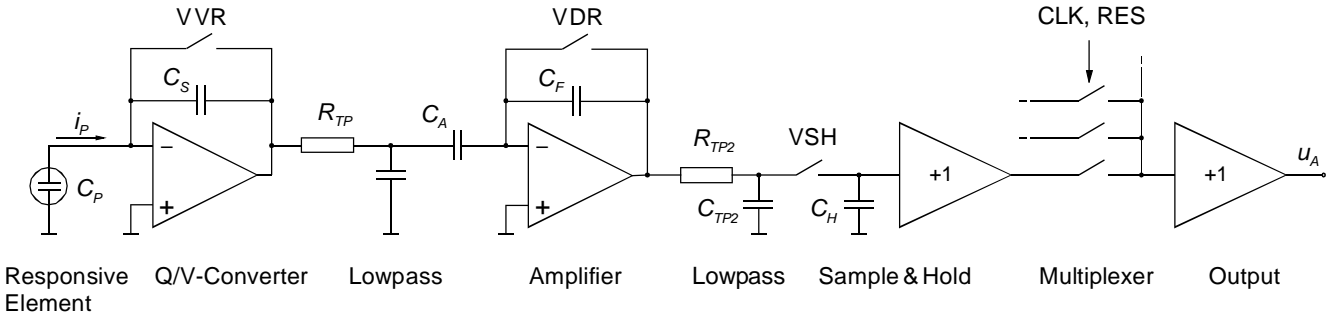 VVR
VDR
CLK, RES
C_S
C_F
i_P
R_TP
C_A
R_TP2
VSH
u_A
C_P
−
+
−
+
C_TP2
C_H
+1
+1
Responsive Element
Q/V-Converter
Lowpass
Amplifier
Lowpass
Sample & Hold
Multiplexer
Output